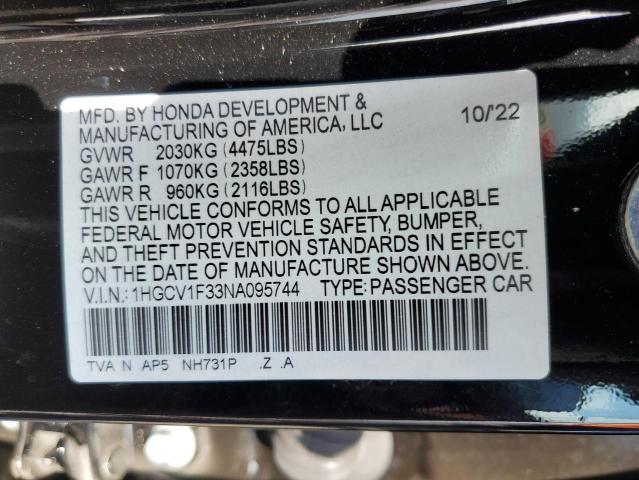 MFD. BY HONDA DEVELOPMENT & 10/'22
MANUFACTURING OF AMERICA, LLC
GVWR 2030KG (4475LBS)
GAWR F 1070KG (2358LBS)
GAWR R 960KG (2116LBS)
THIS VEHICLE CONFORMS TO ALL APPLICABLE
FEDERAL MOTOR VEHICLE SAFETY, BUMPER,
AND THEFT PREVENTION STANDARDS IN EFFECT
ON THE DATE OF MANUFACTURE SHOWN ABOVE.
V.I.N.: 1HGCV1F33NA095744 TYPE: PASSENGER CAR
TVA N AP5 NH731P .Z .A